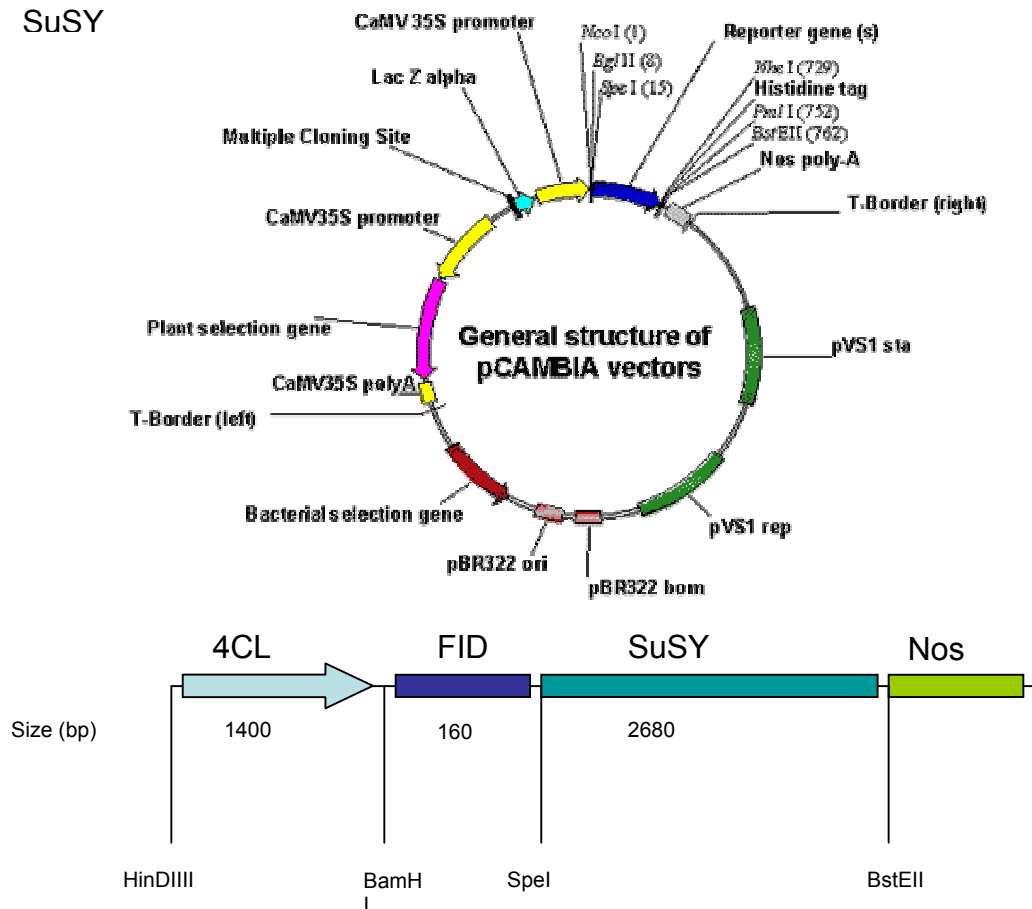 SuSY
CaMV 35S promoter
Lac Z alpha
Multiple Cloning Site
CaMV35S promoter
Plant selection gene
CaMV35S polyA
T-Border (left)
Bacterial selection gene
pBR322 ori
pBR322 bom
pVS1 rep
pVS1 sta
T-Border (right)
Nos poly-A
BstEII (762)
PmlI (752)
Histidine tag
NheI (729)
Reporter gene (s)
SpeI (15)
BglII (8)
NcoI (1)
General structure of
pCAMBIA vectors
4CL FID SuSY Nos
Size (bp) 1400 160 2680
HinDIIII BamH SpeI BstEII
I